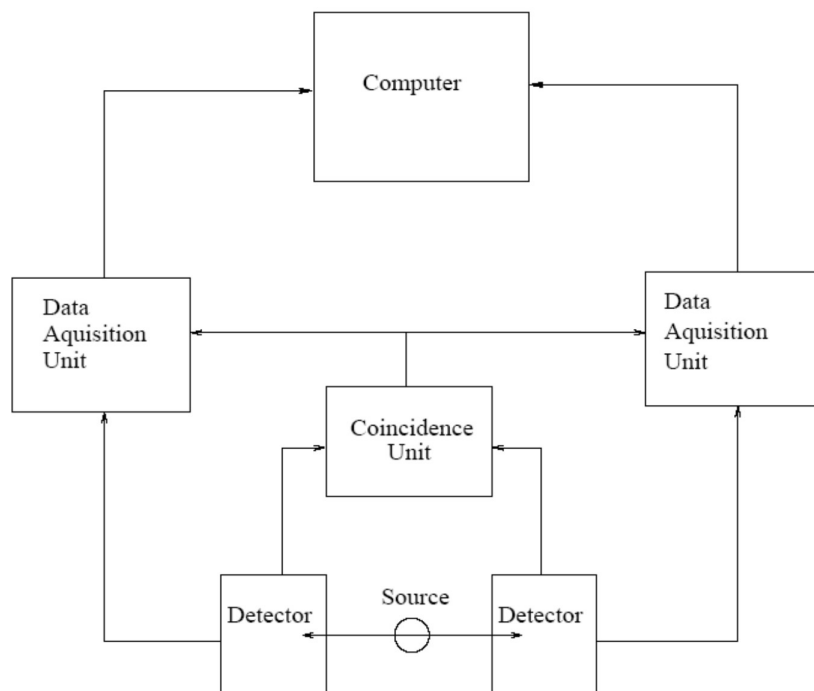 Computer
Data
Aquisition
Unit
Data
Aquisition
Unit
Coincidence
Unit
Detector
Source
Detector